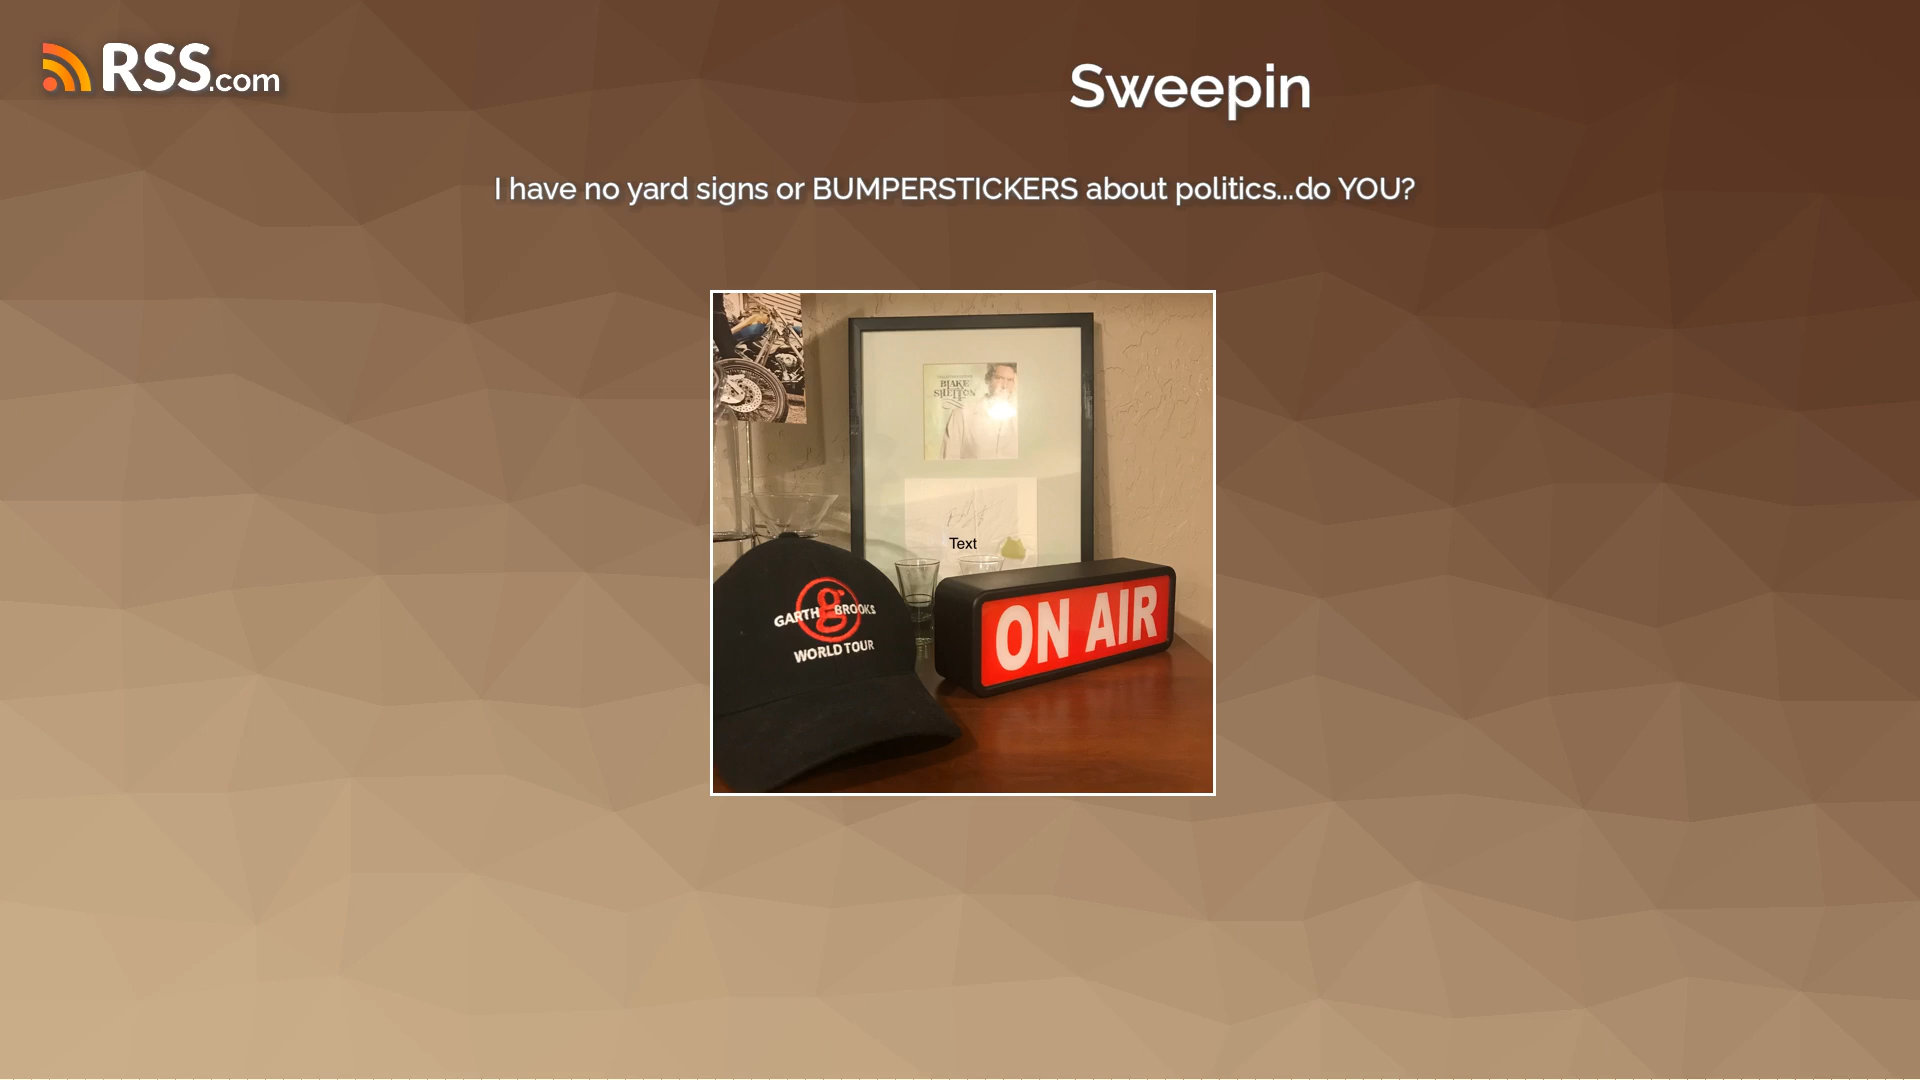 RSS.com
Sweepin
I have no yard signs or BUMPERSTICKERS about politics...do YOU?
BLAKE
SHELTON
Text
GARTH BROOKS
WORLD TOUR
ON AIR